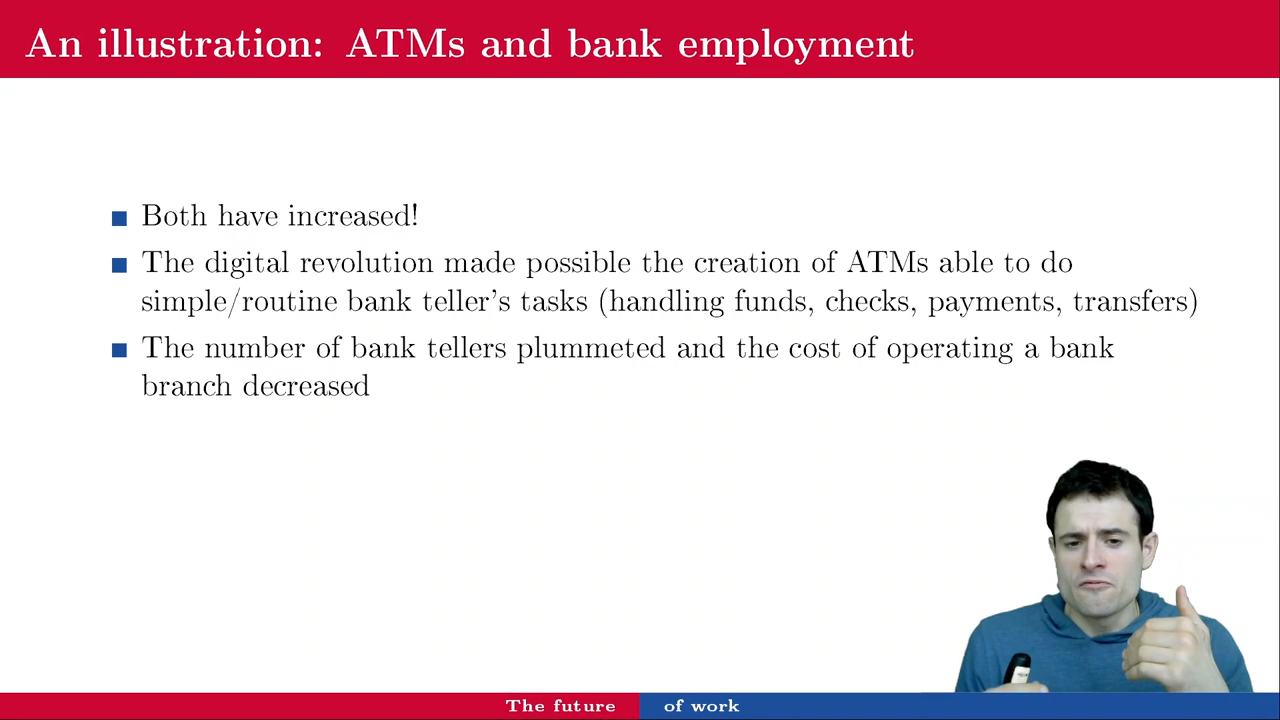 An illustration: ATMs and bank employment
Both have increased!
The digital revolution made possible the creation of ATMs able to do
simple/routine bank teller's tasks (handling funds, checks, payments, transfers)
The number of bank tellers plummeted and the cost of operating a bank
branch decreased
The future of work